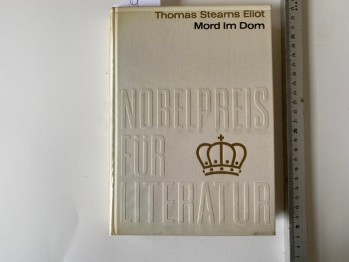 Thomas Stearns Eliot
Mord Im Dom
NOBELPREIS
FÜR
LITERATUR